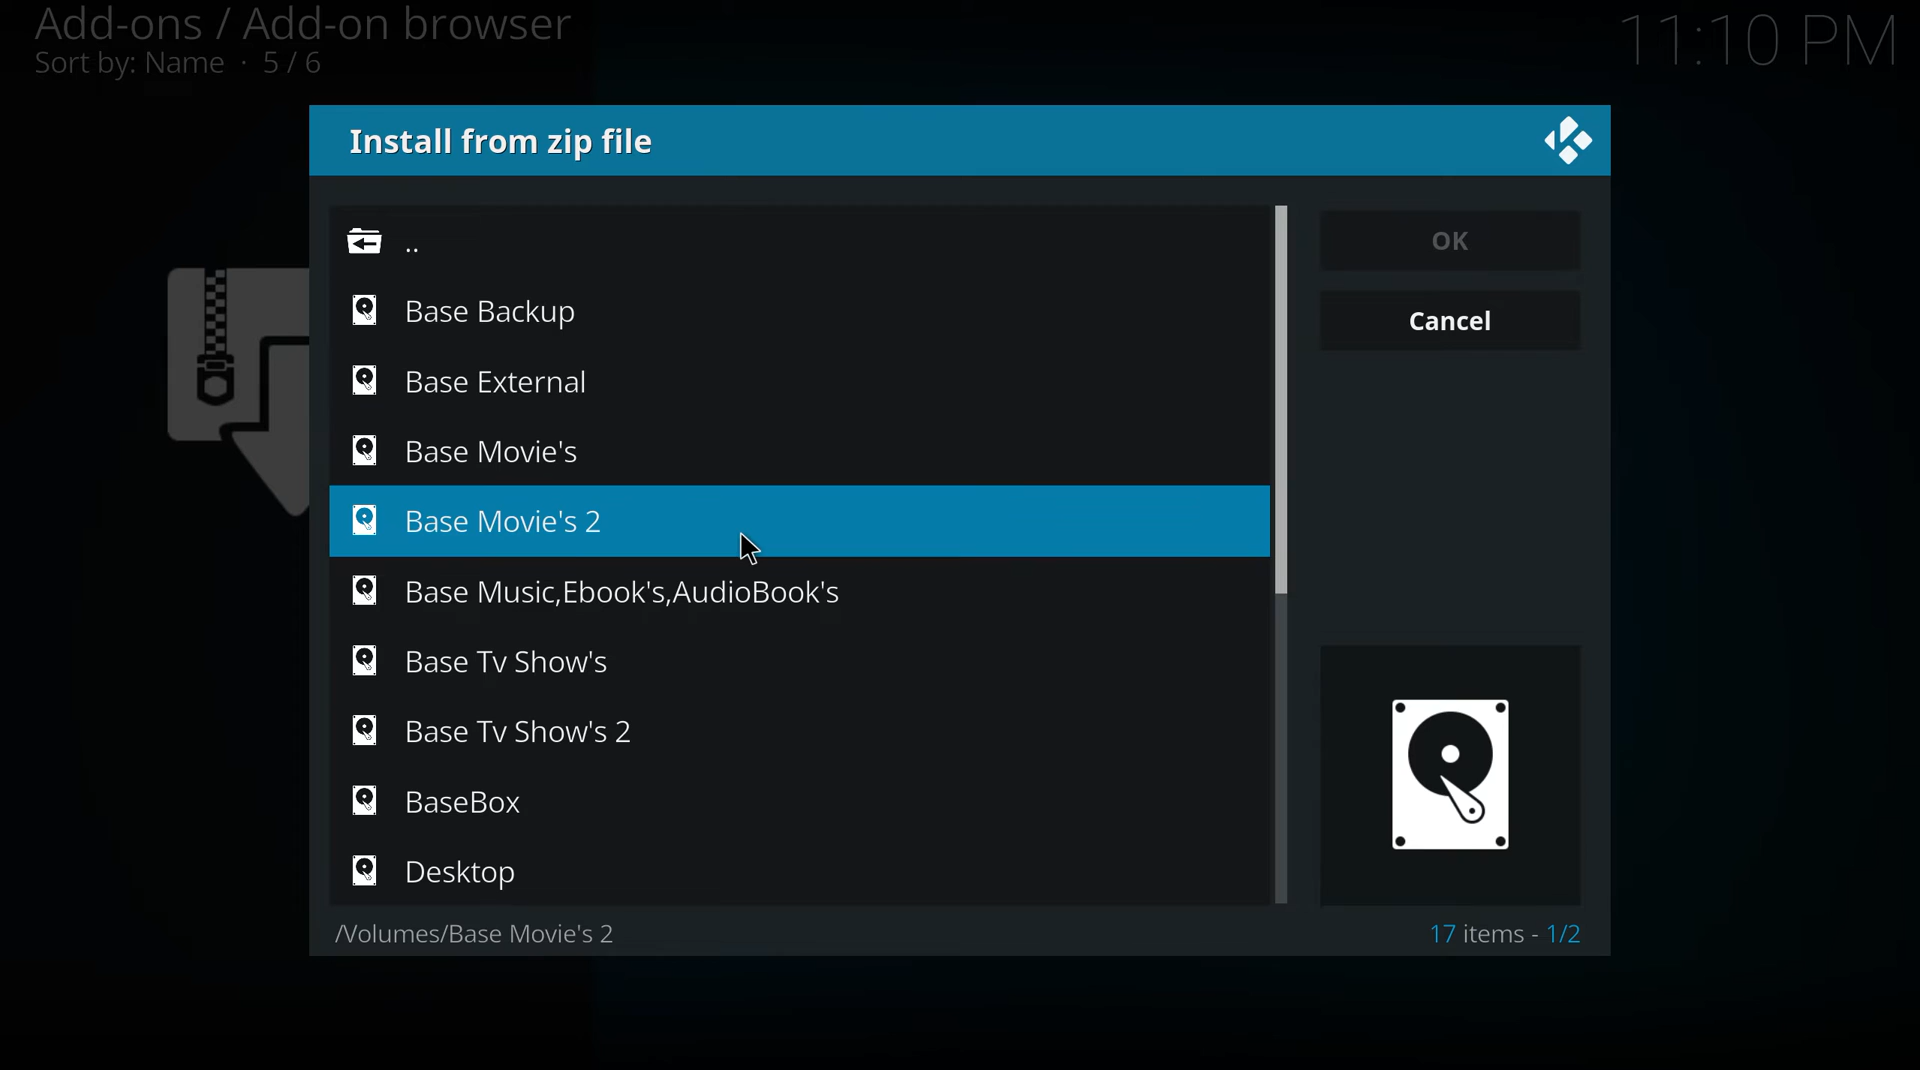 Add-ons / Add-on browser
Sort by: Name · 5 / 6
11:10 PM
Install from zip file
..
Base Backup
Base External
Base Movie's
Base Movie's 2
Base Music,Ebook's,AudioBook's
Base Tv Show's
Base Tv Show's 2
BaseBox
Desktop
OK
Cancel
/Volumes/Base Movie's 2
17 items - 1/2